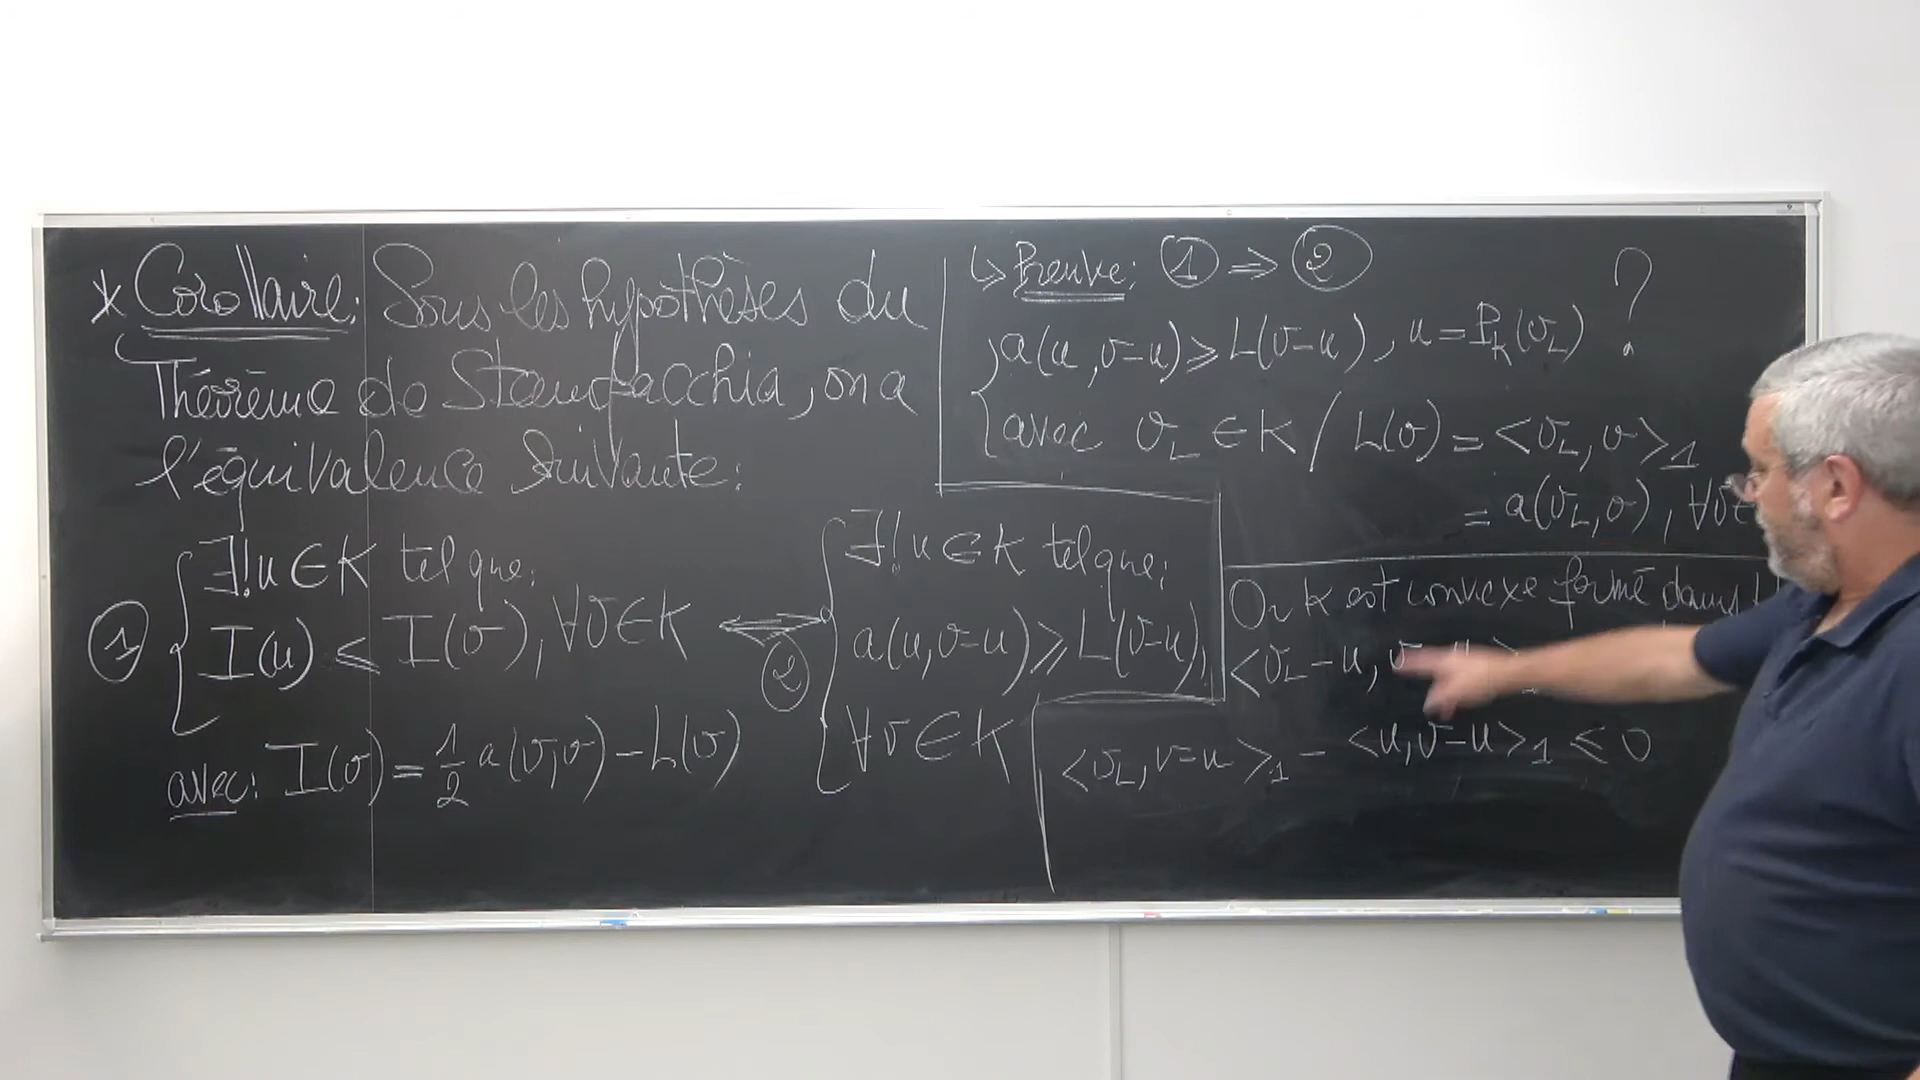 * Corollaire: Sous les hypothèses du
Théorème de Stampacchia, on a
l'équivalence suivante:
① { ∃! u ∈ K tel que:
I(u) ≤ I(v), ∀v ∈ K
avec: I(v) = 1/2 a(v,v) - L(v)
⟷
② { ∃! u ∈ K tel que:
a(u,v-u) ≥ L(v-u),
∀v ∈ K
↳ Preuve: ① ⇒ ②
{ a(u,v-u) ≥ L(v-u), u = P_K(v_L) ?
avec v_L ∈ K / L(v) = <v_L, v>_1
= a(v_L, v), ∀v ∈
Or K est convexe fermé dans
<v_L - u, v - u >
<v_L, v-u>_1 - <u, v-u>_1 ≤ 0